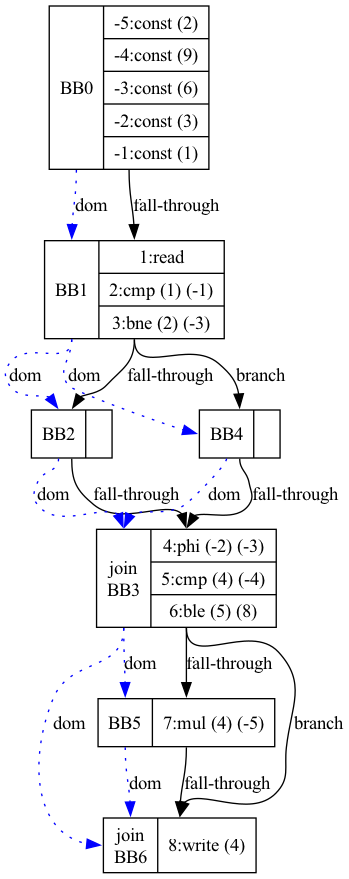 BB0
-5:const (2)
-4:const (9)
-3:const (6)
-2:const (3)
-1:const (1)
dom
fall-through
BB1
1:read
2:cmp (1) (-1)
3:bne (2) (-3)
dom
dom
fall-through
branch
BB2
BB4
dom
fall-through
dom
fall-through
join
BB3
4:phi (-2) (-3)
5:cmp (4) (-4)
6:ble (5) (8)
dom
fall-through
dom
branch
BB5
7:mul (4) (-5)
dom
fall-through
join
BB6
8:write (4)